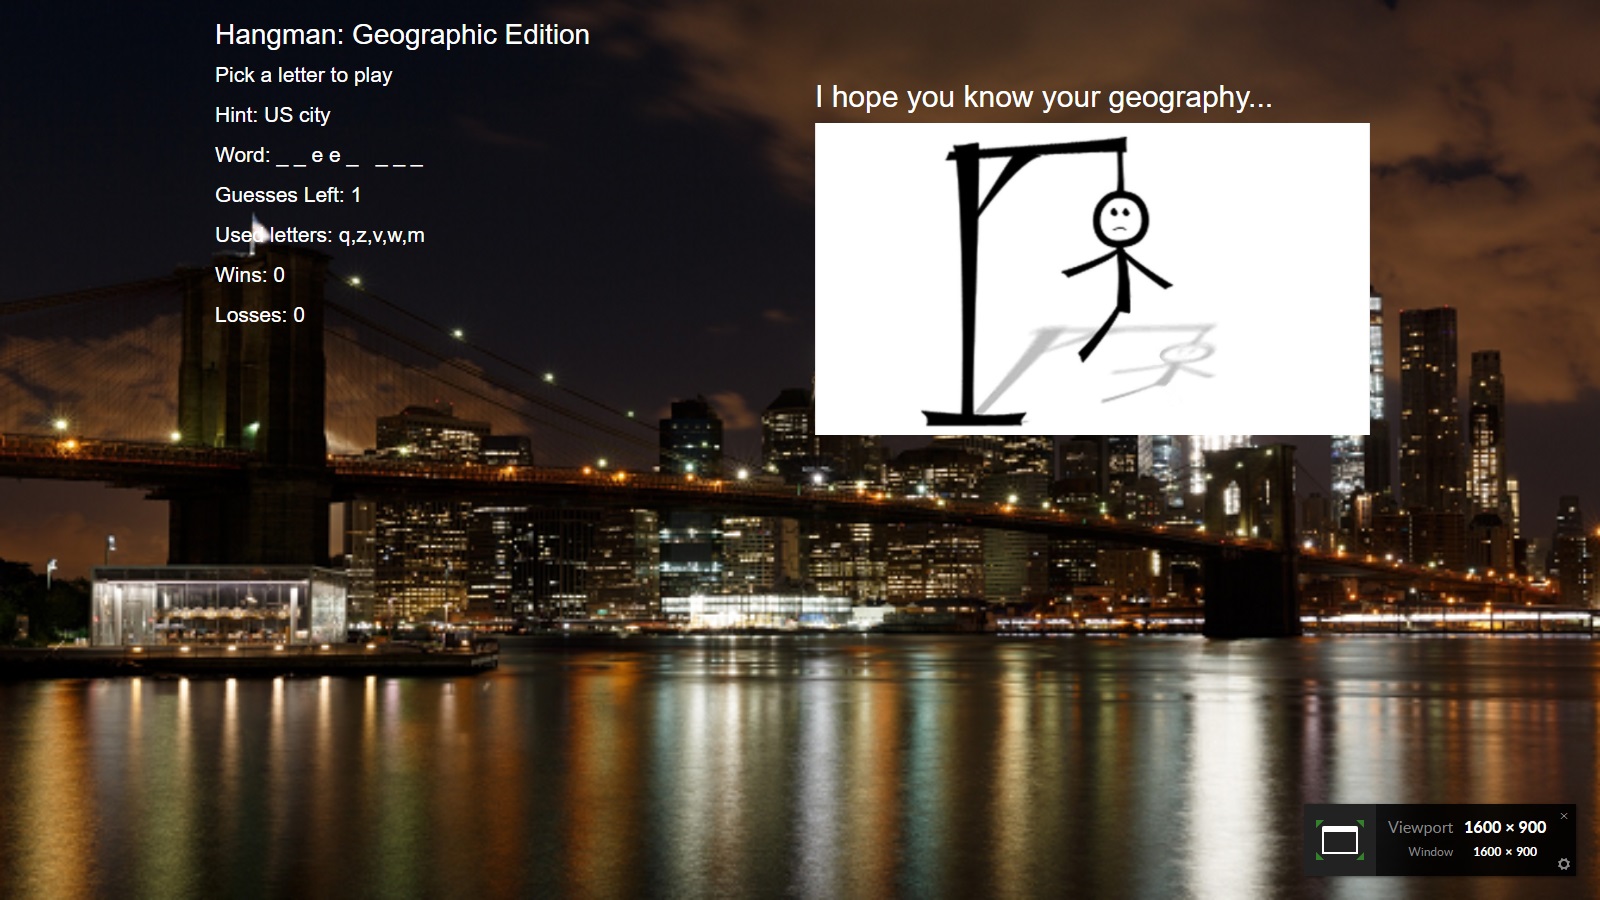 Hangman: Geographic Edition
Pick a letter to play
Hint: US city
Word: _ _ e e _   _ _ _
Guesses Left: 1
Used letters: q,z,v,w,m
Wins: 0
Losses: 0
I hope you know your geography...
Viewport 1600 × 900
Window 1600 × 900